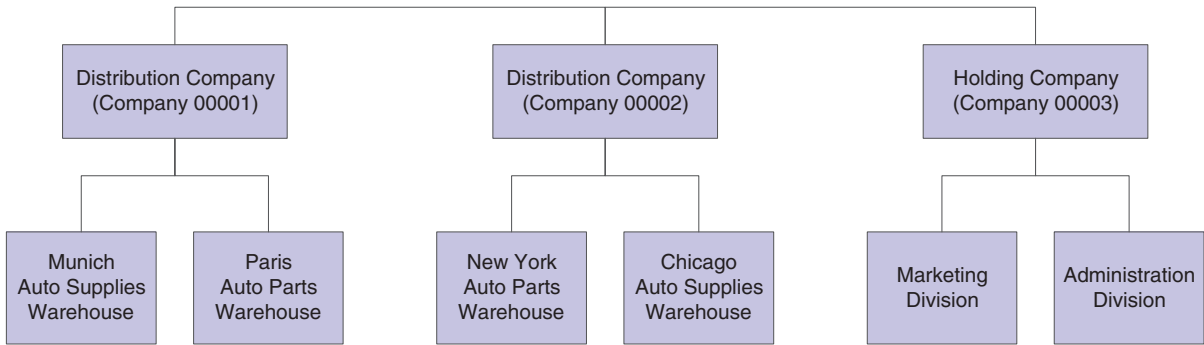 Distribution Company
(Company 00001)
Distribution Company
(Company 00002)
Holding Company
(Company 00003)
Munich
Auto Supplies
Warehouse
Paris
Auto Parts
Warehouse
New York
Auto Parts
Warehouse
Chicago
Auto Supplies
Warehouse
Marketing
Division
Administration
Division